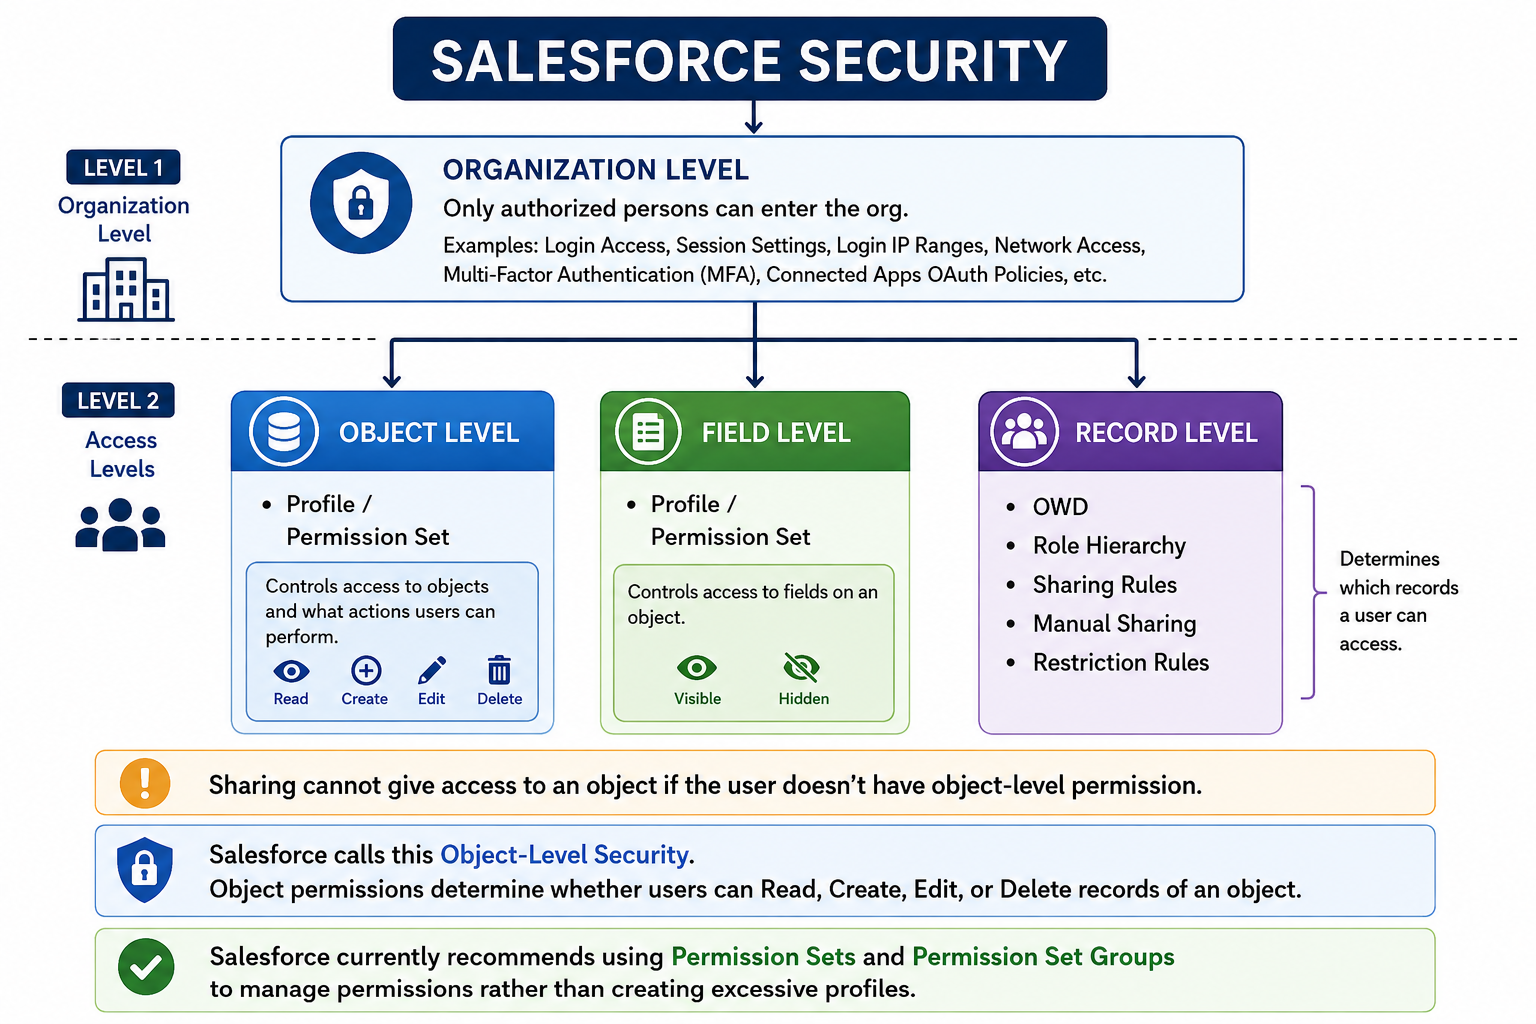 SALESFORCE SECURITY
LEVEL 1
Organization
Level
ORGANIZATION LEVEL
Only authorized persons can enter the org.
Examples: Login Access, Session Settings, Login IP Ranges, Network Access,
Multi-Factor Authentication (MFA), Connected Apps OAuth Policies, etc.
LEVEL 2
Access
Levels
OBJECT LEVEL
• Profile /
Permission Set
Controls access to objects
and what actions users can
perform.
Read
Create
Edit
Delete
FIELD LEVEL
• Profile /
Permission Set
Controls access to fields on an
object.
Visible
Hidden
RECORD LEVEL
• OWD
• Role Hierarchy
• Sharing Rules
• Manual Sharing
• Restriction Rules
Determines
which records
a user can
access.
Sharing cannot give access to an object if the user doesn’t have object-level permission.
Salesforce calls this Object-Level Security.
Object permissions determine whether users can Read, Create, Edit, or Delete records of an object.
Salesforce currently recommends using Permission Sets and Permission Set Groups
to manage permissions rather than creating excessive profiles.